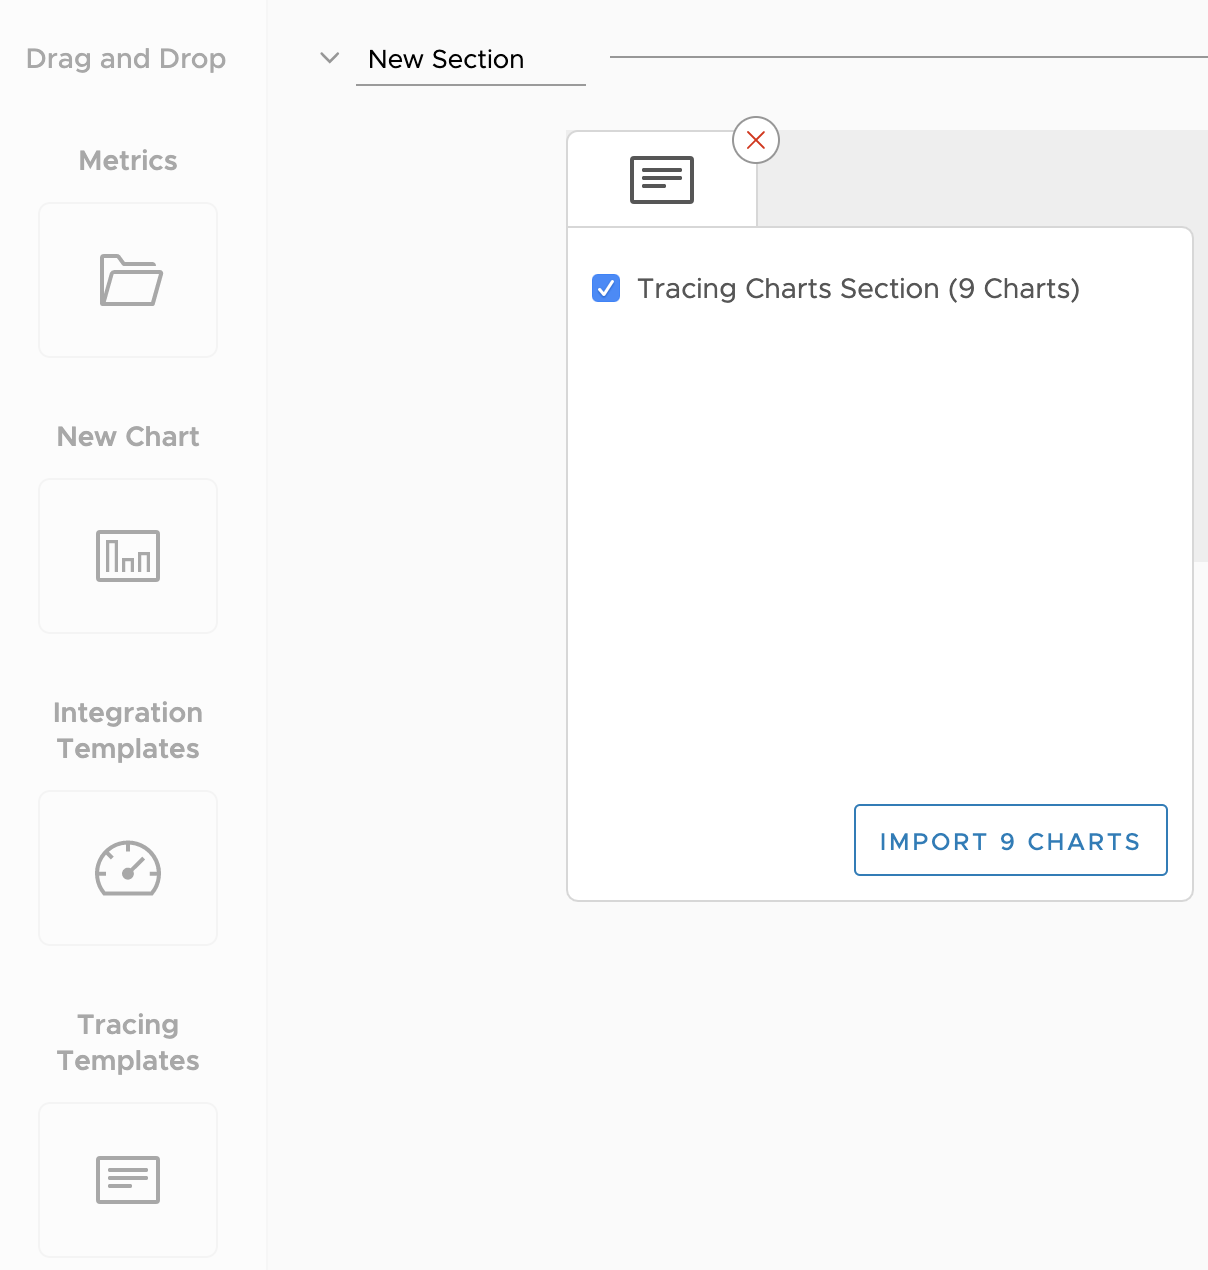 Drag and Drop
Metrics
New Chart
Integration
Templates
Tracing
Templates
New Section
Tracing Charts Section (9 Charts)
IMPORT 9 CHARTS